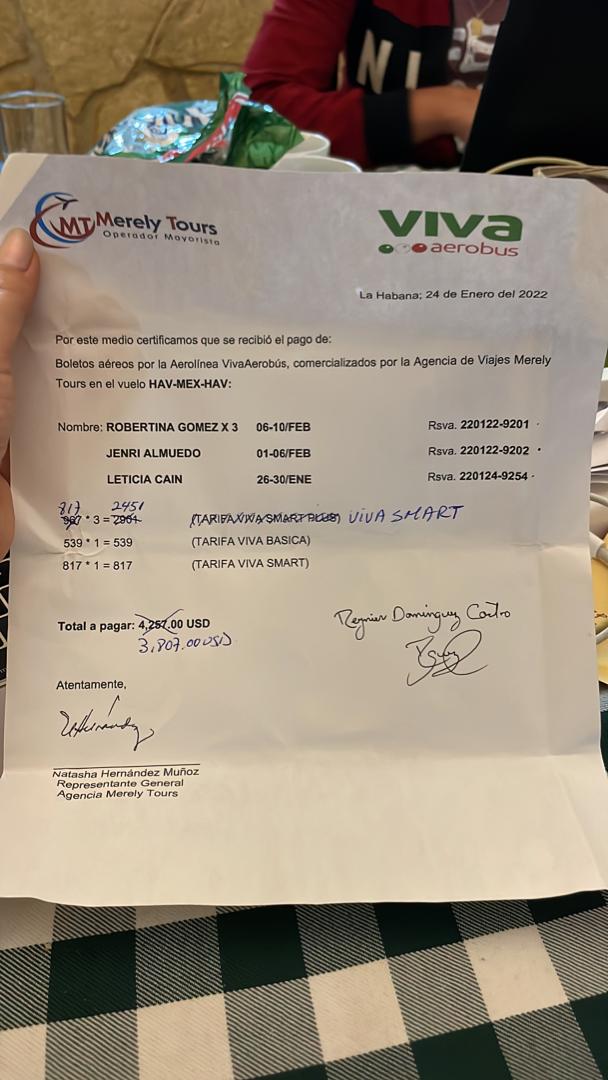 MT Merely Tours
Operador Mayorista
VIVA
aerobus
La Habana; 24 de Enero del 2022
Por este medio certificamos que se recibió el pago de:
Boletos aéreos por la Aerolínea VivaAerobús, comercializados por la Agencia de Viajes Merely
Tours en el vuelo HAV-MEX-HAV:
Nombre: ROBERTINA GOMEZ X 3 06-10/FEB Rsva. 220122-9201
JENRI ALMUEDO 01-06/FEB Rsva. 220122-9202
LETICIA CAIN 26-30/ENE Rsva. 220124-9254
817 2451
* 3 = 2961 (TARIFA VIVA SMART PLUS) VIVA SMART
539 * 1 = 539 (TARIFA VIVA BASICA)
817 * 1 = 817 (TARIFA VIVA SMART)
Total a pagar: 4,257.00 USD
3,807.00 USD
Reynier Dominguez Castro
Atentamente,
Natasha Hernández Muñoz
Representante General
Agencia Merely Tours